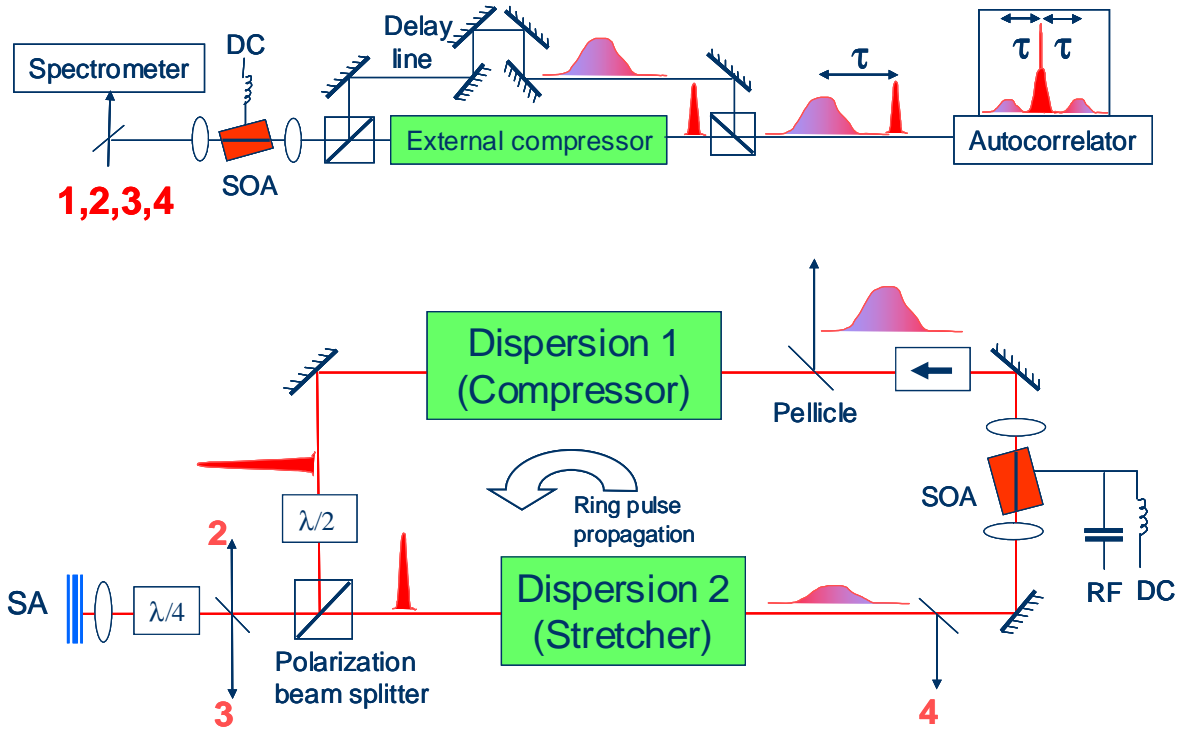 Delay
line
DC
τ
τ τ
Spectrometer
External compressor
Autocorrelator
SOA
1,2,3,4
Dispersion 1
(Compressor)
Pellicle
SOA
Ring pulse
propagation
λ/2
2
Dispersion 2
(Stretcher)
RF
DC
SA
λ/4
Polarization
beam splitter
3
4